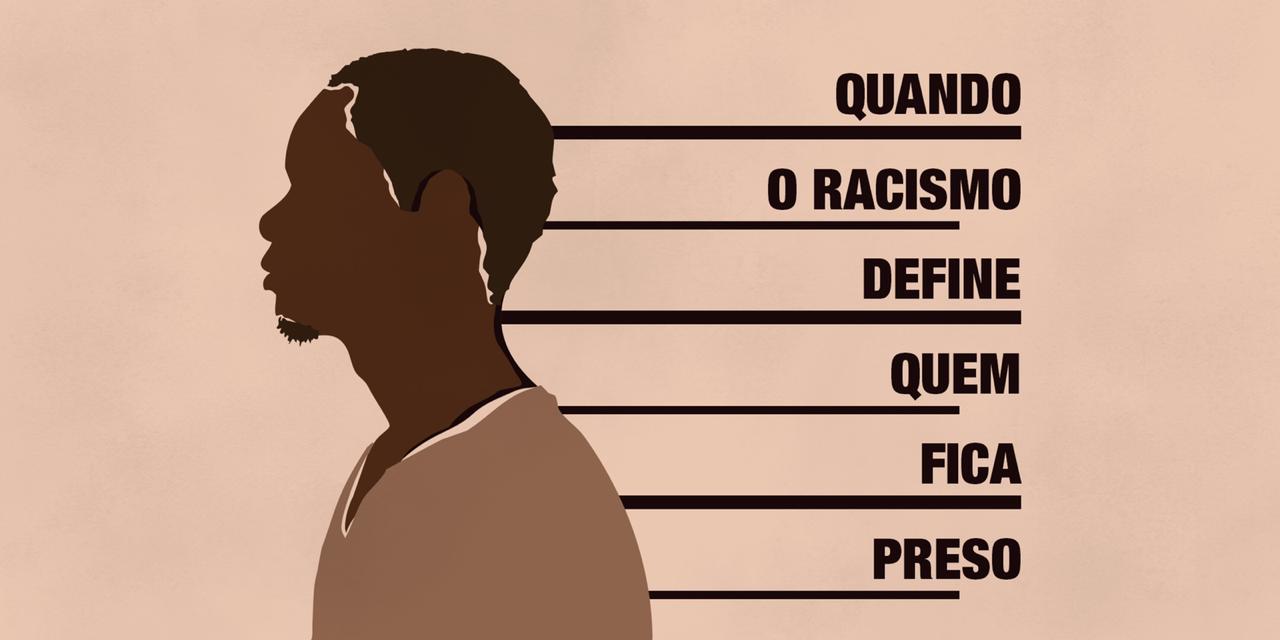 QUANDO
O RACISMO
DEFINE
QUEM
FICA
PRESO